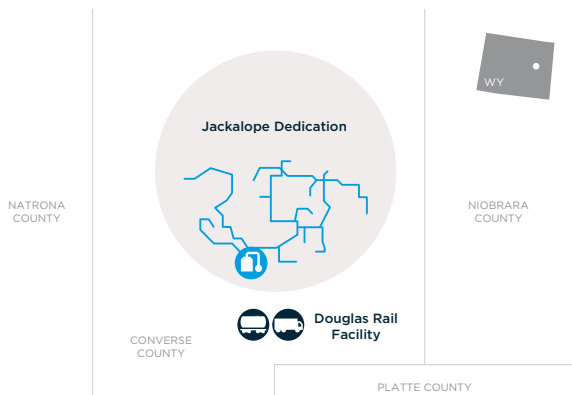 WY
Jackalope Dedication
NATRONA
COUNTY
NIOBRARA
COUNTY
Douglas Rail
Facility
CONVERSE
COUNTY
PLATTE COUNTY